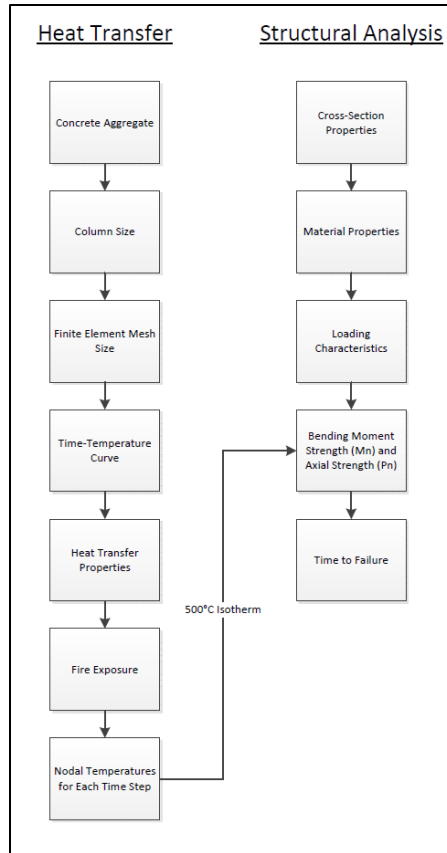 Heat Transfer
Concrete Aggregate
Column Size
Finite Element Mesh
Size
Time-Temperature
Curve
Heat Transfer
Properties
Fire Exposure
Nodal Temperatures
for Each Time Step
500°C Isotherm
Structural Analysis
Cross-Section
Properties
Material Properties
Loading
Characteristics
Bending Moment
Strength (Mn) and
Axial Strength (Pn)
Time to Failure